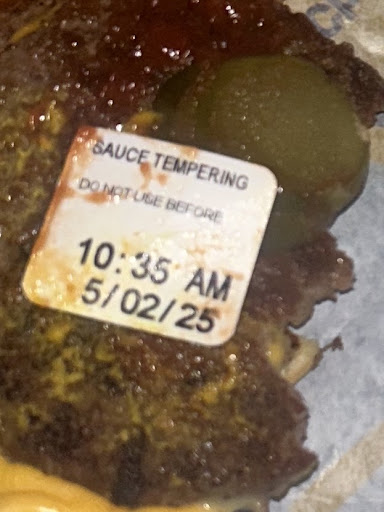 SAUCE TEMPERING
DO NOT USE BEFORE
10:35 AM
5/02/25